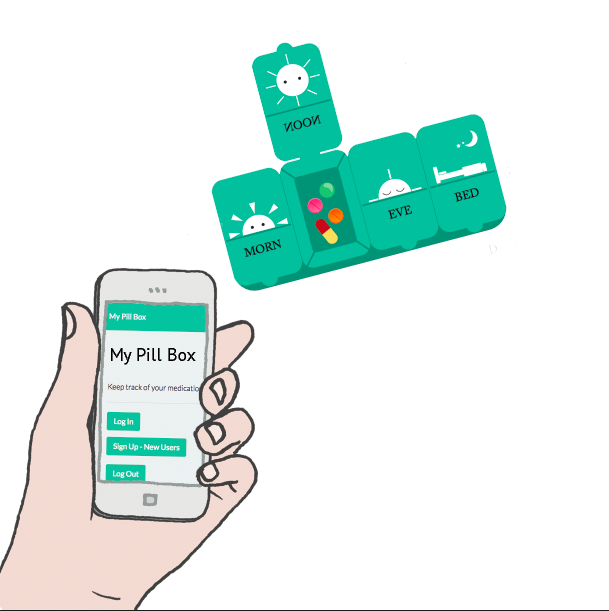 NOON
MORN
EVE
BED
My Pill Box
My Pill Box
Keep track of your medicatio
Log In
Sign Up - New Users
Log Out